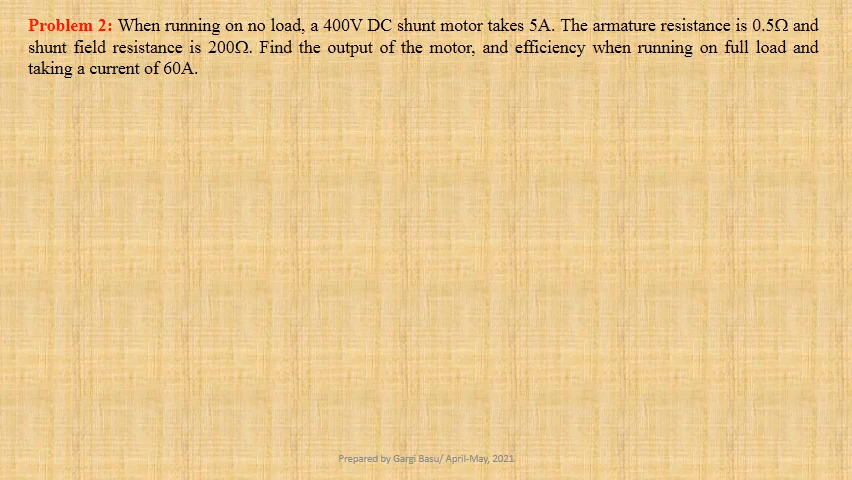 Problem 2: When running on no load, a 400V DC shunt motor takes 5A. The armature resistance is 0.5Ω and
shunt field resistance is 200Ω. Find the output of the motor, and efficiency when running on full load and
taking a current of 60A.
Prepared by Gargi Basu/ April-May, 2021